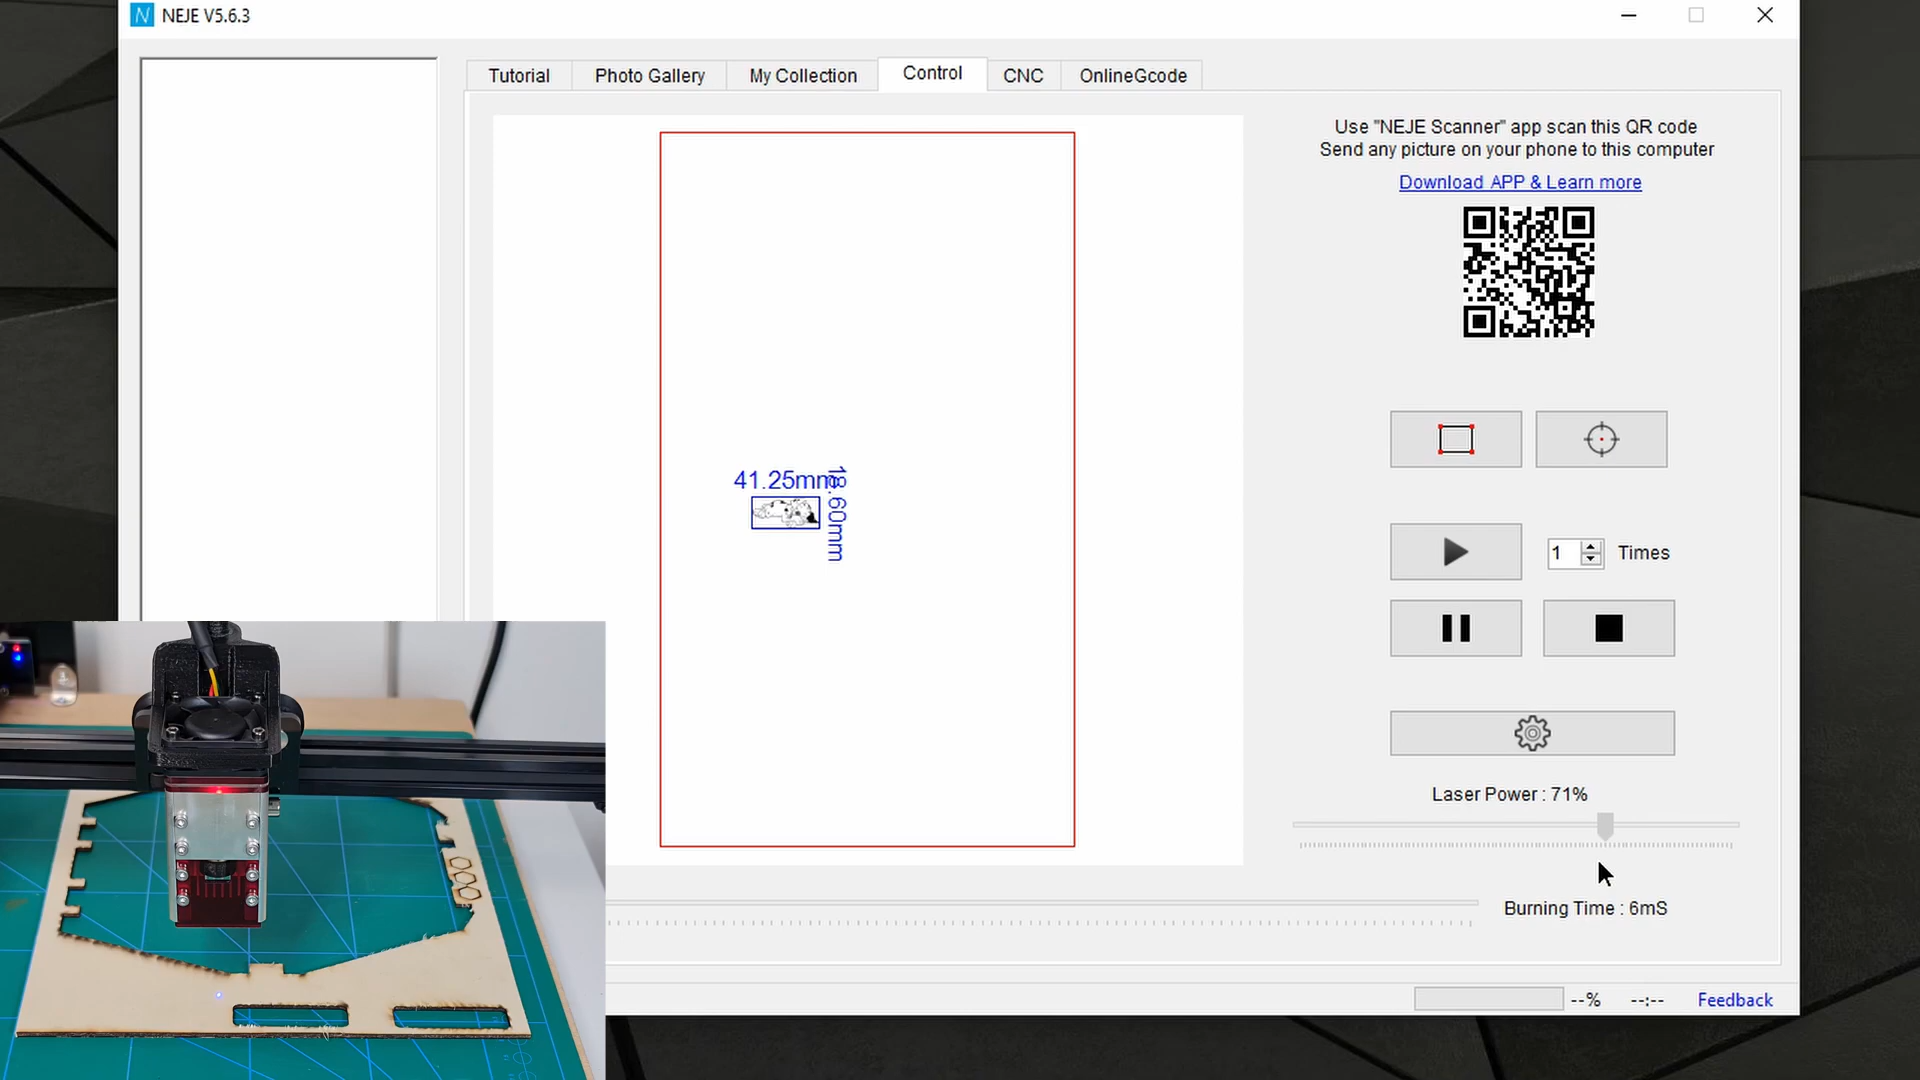 NEJE V5.6.3
Tutorial
Photo Gallery
My Collection
Control
CNC
OnlineGcode
Use "NEJE Scanner" app scan this QR code
Send any picture on your phone to this computer
Download APP & Learn more
41.25mm
18.60mm
1
Times
Laser Power : 71%
Burning Time : 6mS
--%
--:--
Feedback